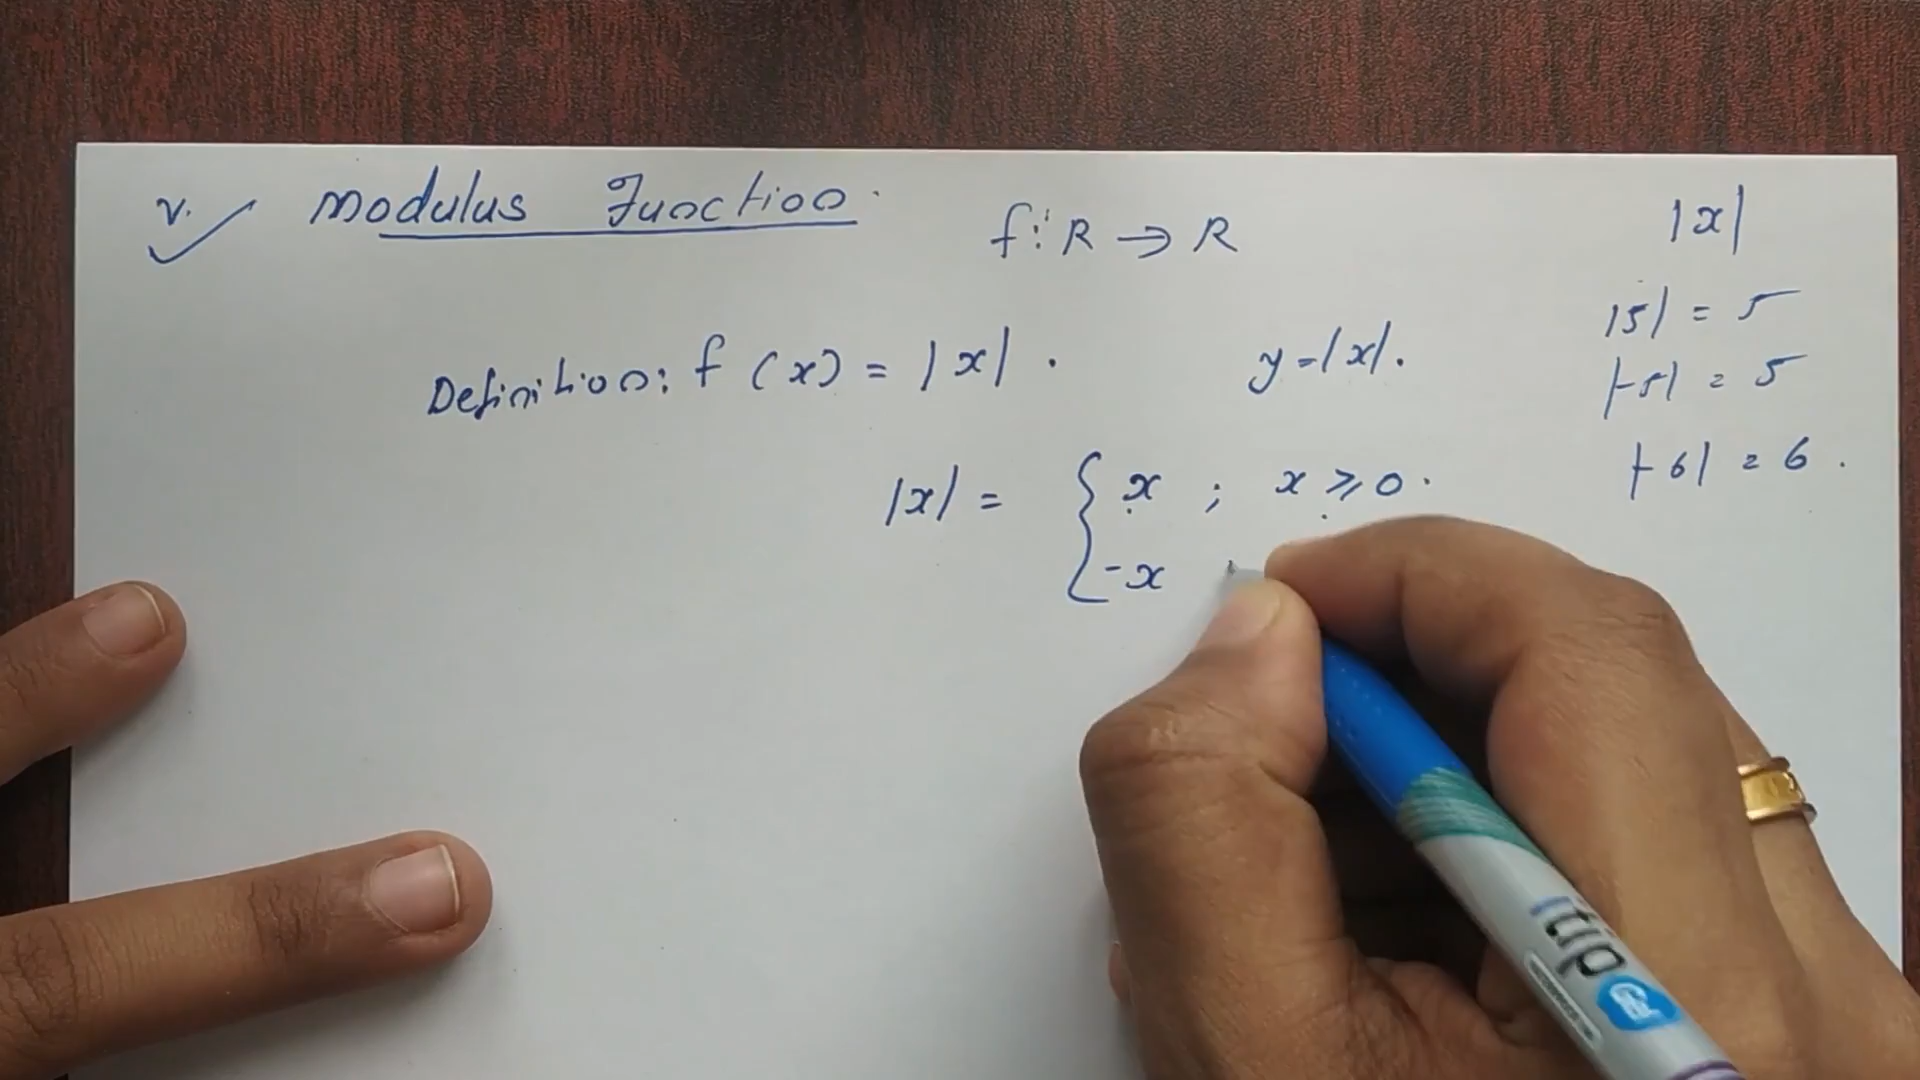 v. Modulus Function.
f: R → R
Definition: f(x) = |x|. y = |x|.
|x| = { x ; x ⩾ 0.
-x
|x|
|5| = 5
|-5| = 5
|-6| = 6.